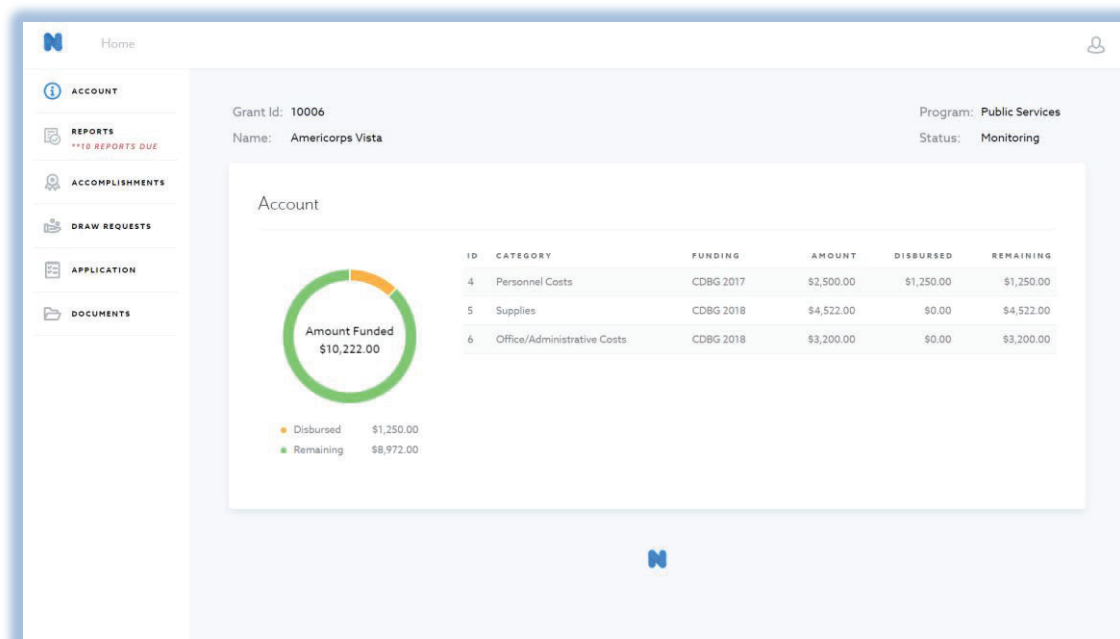 Home
ACCOUNT
REPORTS
**10 REPORTS DUE
ACCOMPLISHMENTS
DRAW REQUESTS
APPLICATION
DOCUMENTS
Grant Id: 10006
Name: Americorps Vista
Program: Public Services
Status: Monitoring
Account
Amount Funded
$10,222.00
Disbursed $1,250.00
Remaining $8,972.00
ID CATEGORY FUNDING AMOUNT DISBURSED REMAINING
4 Personnel Costs CDBG 2017 $2,500.00 $1,250.00 $1,250.00
5 Supplies CDBG 2018 $4,522.00 $0.00 $4,522.00
6 Office/Administrative Costs CDBG 2018 $3,200.00 $0.00 $3,200.00